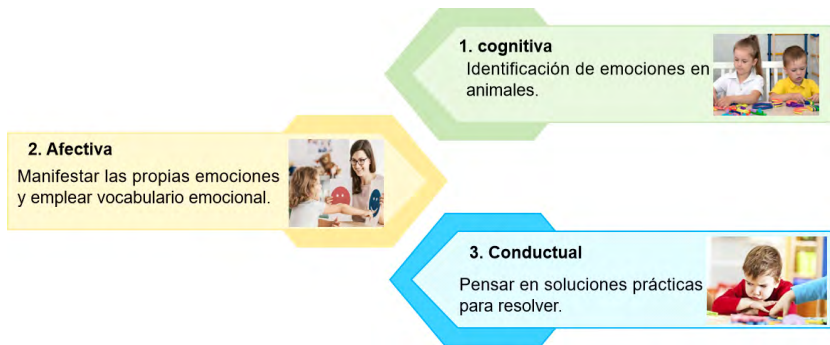 1. cognitiva
Identificación de emociones en
animales.
2. Afectiva
Manifestar las propias emociones
y emplear vocabulario emocional.
3. Conductual
Pensar en soluciones prácticas
para resolver.